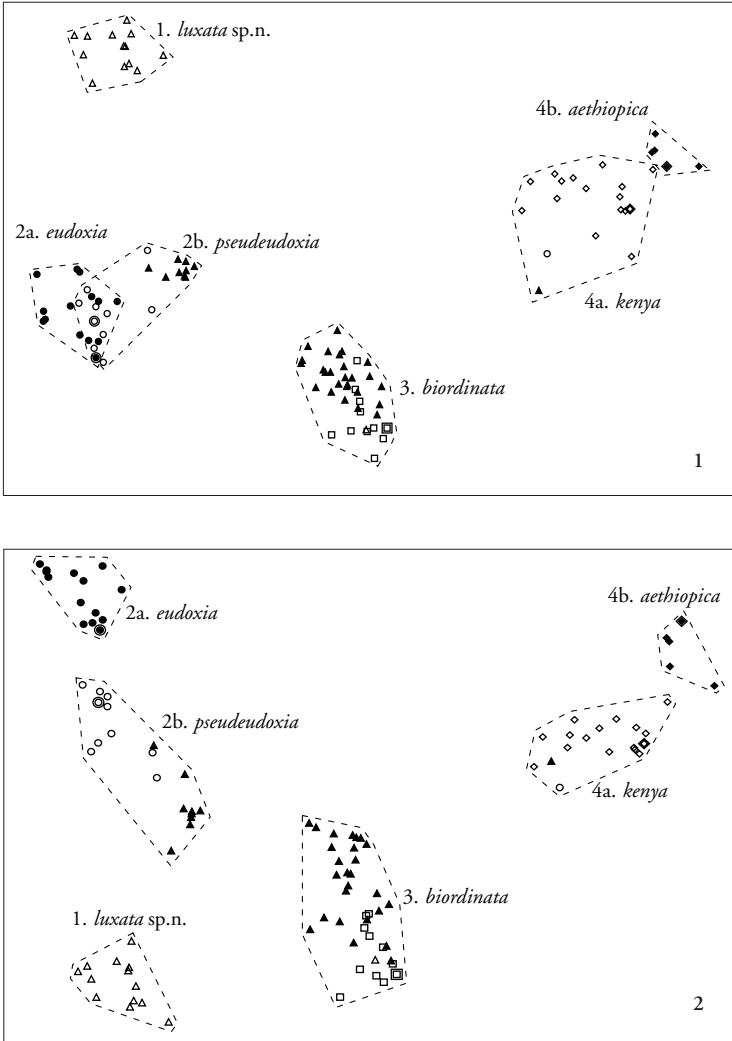 1. luxata sp.n.
4b. aethiopica
2a. eudoxia
2b. pseudeudoxia
4a. kenya
3. biordinata
1
2a. eudoxia
4b. aethiopica
2b. pseudeudoxia
4a. kenya
3. biordinata
1. luxata sp.n.
2